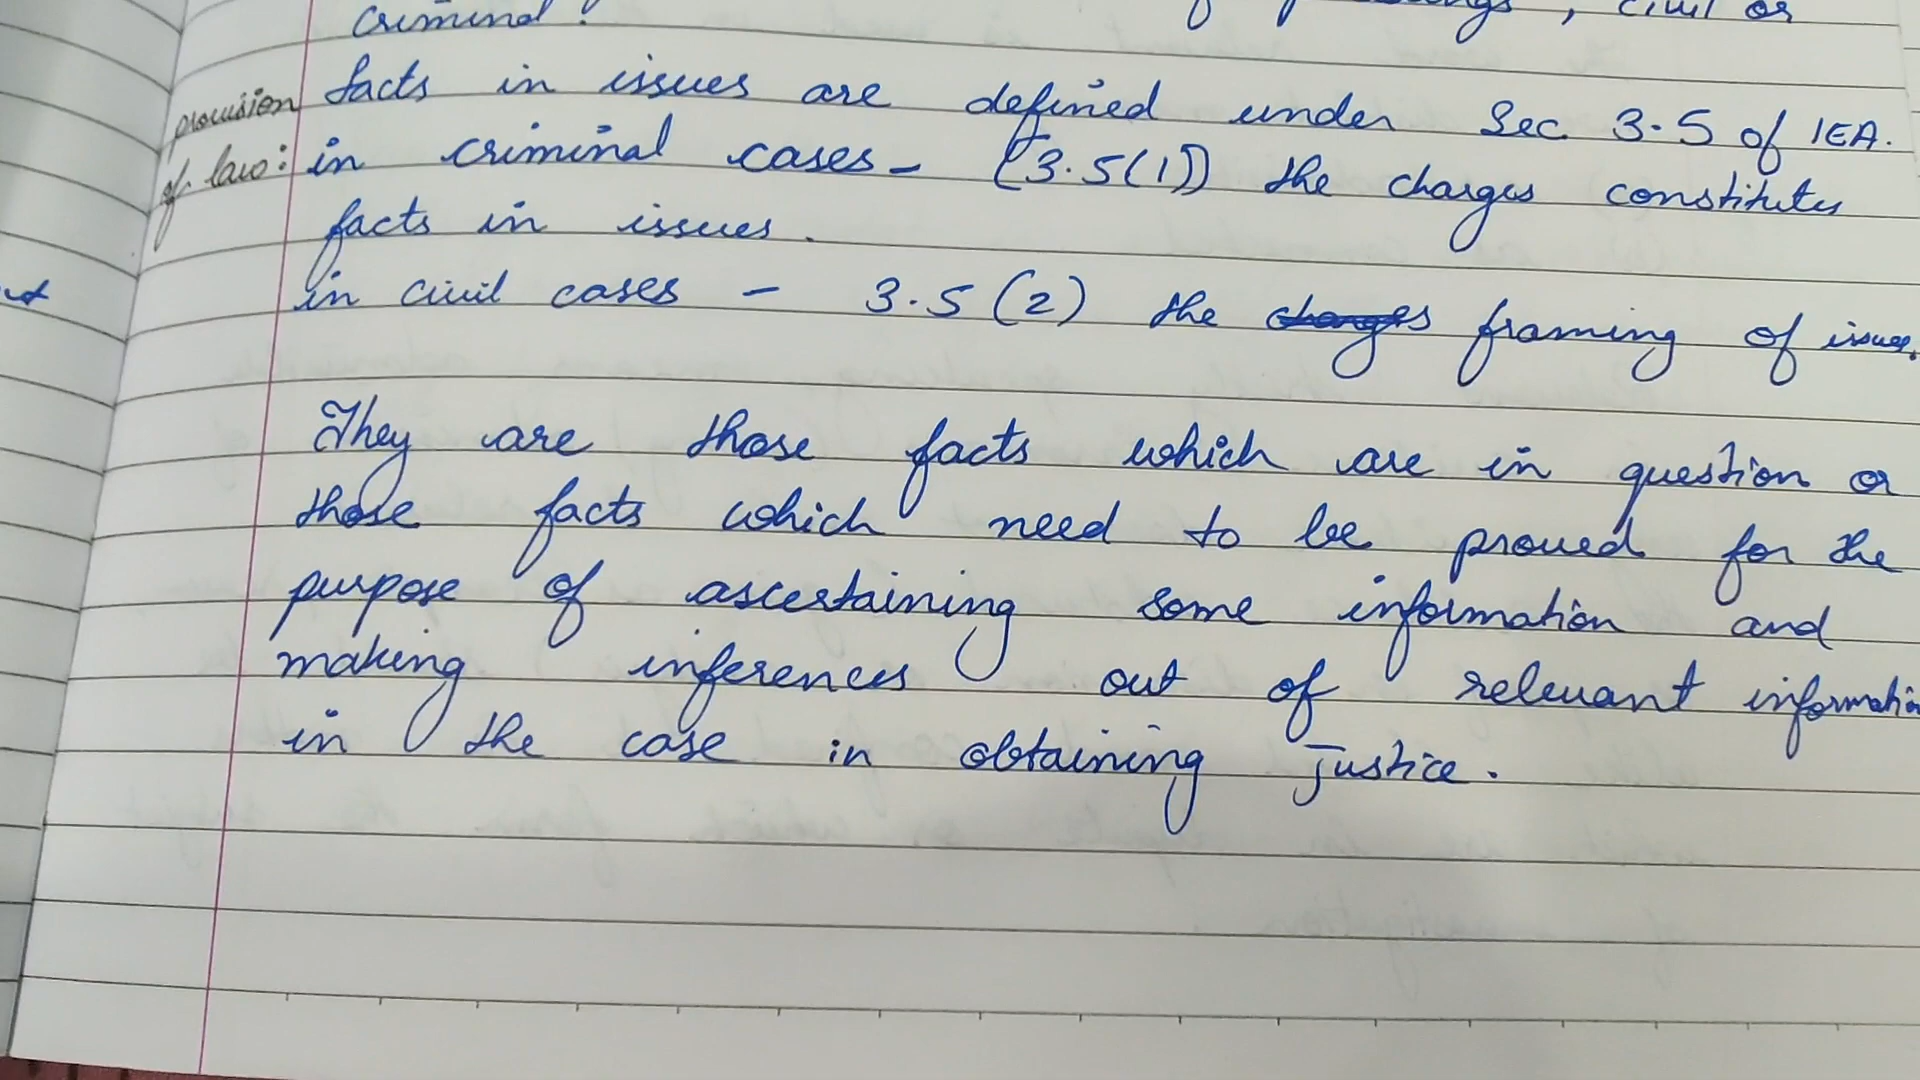 criminal. , civil or
provision facts in issues are defined under Sec 3.5 of IEA.
of law: in criminal cases - [3.5(1)] the charges constitutes
facts in issues.
in civil cases - 3.5 (2) the charges framing of issues.
They are those facts which are in question or
those facts which need to be proved for the
purpose of ascertaining some information and
making inferences out of relevant information
in the case in obtaining justice.